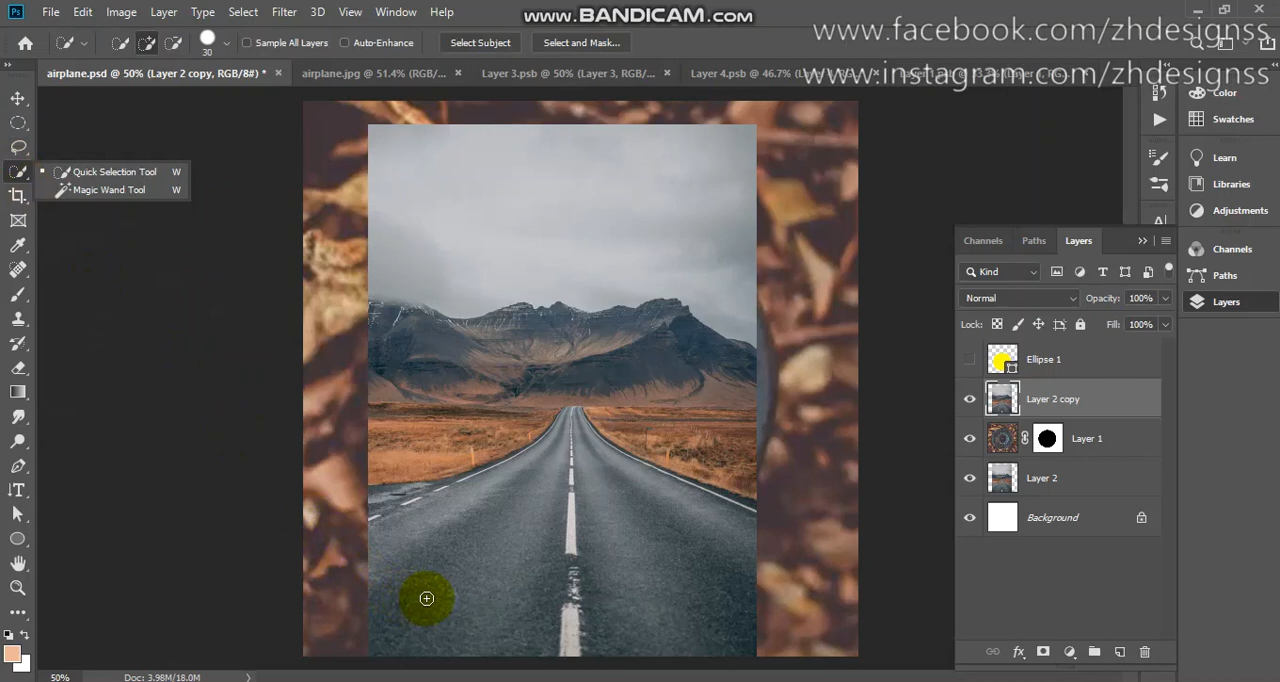 www.BANDICAM.com
www.facebook.com/zhdesignss
www.instagram.com/zhdesignss
Ps File Edit Image Layer Type Select Filter 3D View Window Help
30 Sample All Layers Auto-Enhance Select Subject Select and Mask...
airplane.psd @ 50% (Layer 2 copy, RGB/8#) * airplane.jpg @ 51.4% (RGB/... Layer 3.psb @ 50% (Layer 3, RGB/... Layer 4.psb @ 46.7%
Quick Selection Tool W
Magic Wand Tool W
Color
Swatches
Learn
Libraries
Adjustments
Channels
Paths
Layers
Channels Paths Layers
Kind
Normal Opacity: 100%
Lock: Fill: 100%
Ellipse 1
Layer 2 copy
Layer 1
Layer 2
Background
50% Doc: 3.98M/18.0M